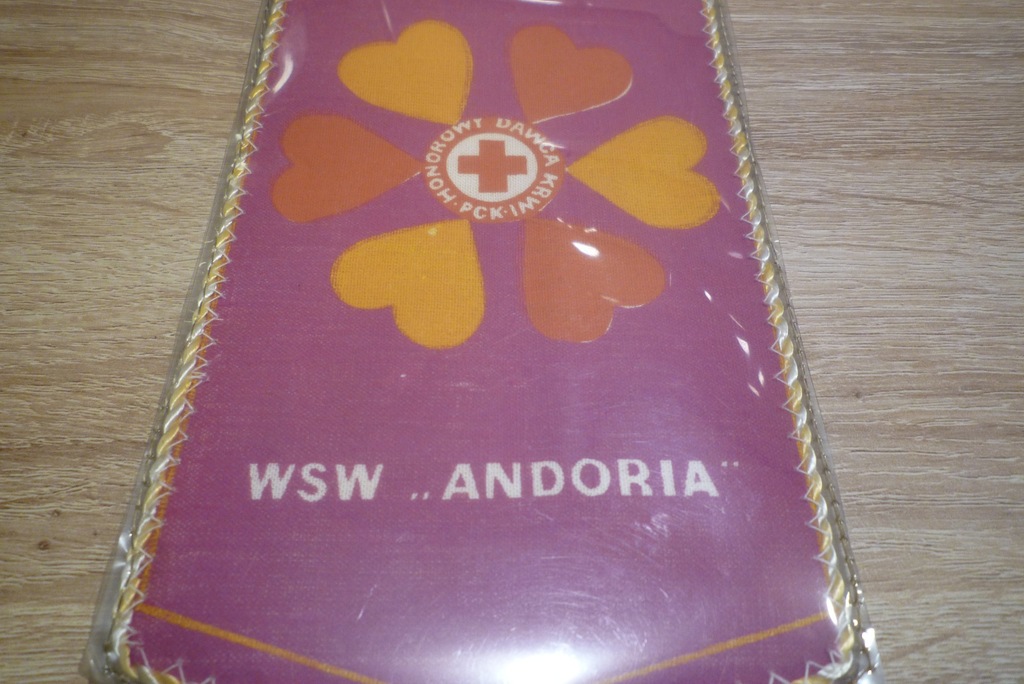 HONOROWY DAWCA KRWI · PCK ·
WSW „ANDORIA"